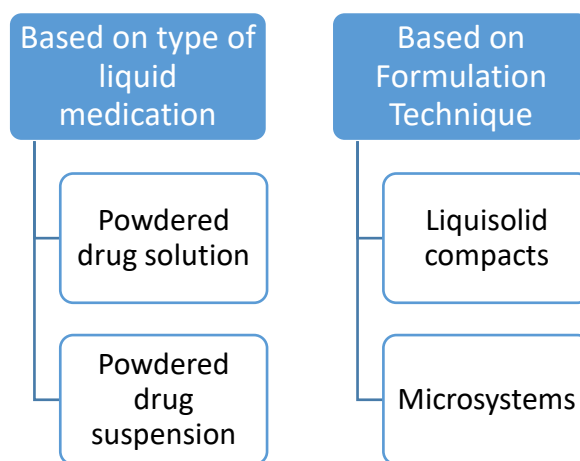 Based on type of
liquid
medication
Powdered
drug solution
Powdered
drug
suspension
Based on
Formulation
Technique
Liquisolid
compacts
Microsystems